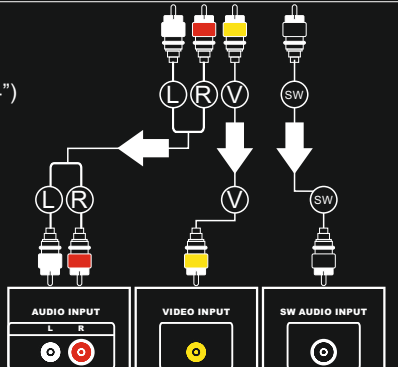 L R V SW
")
L R V SW
AUDIO INPUT VIDEO INPUT SW AUDIO INPUT
L R